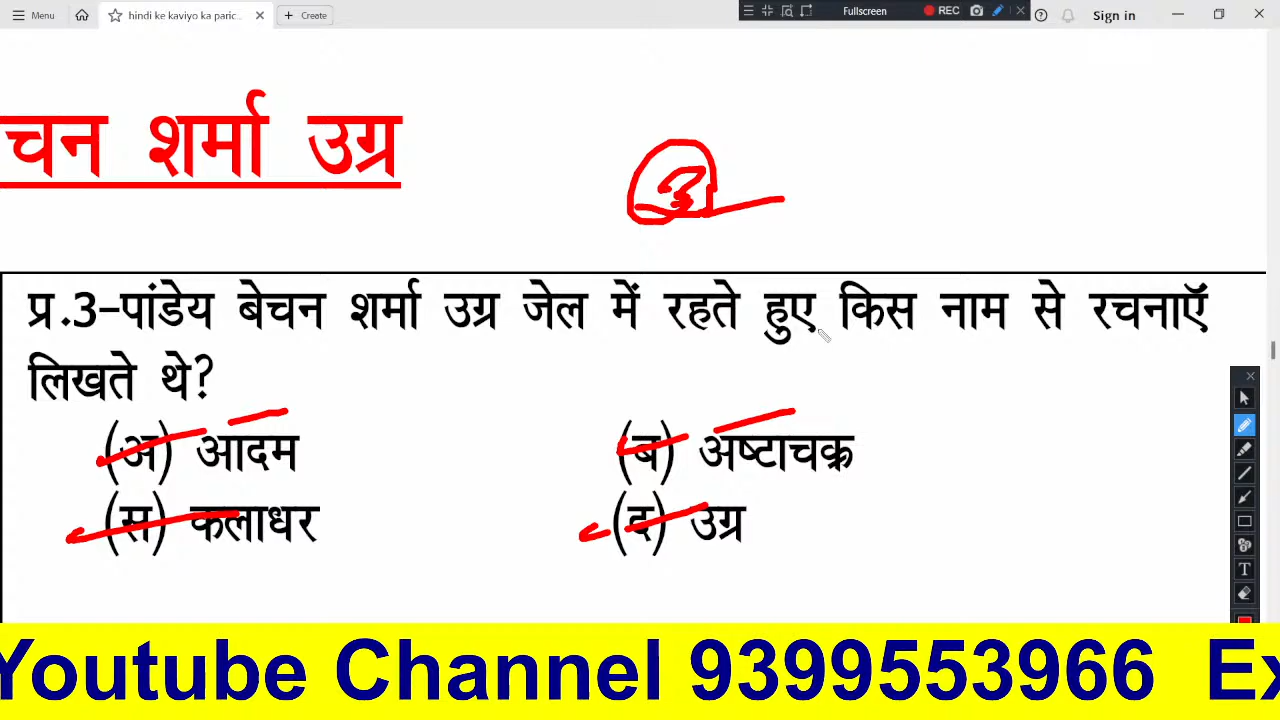 Menu
hindi ke kaviyo ka paric...
Create
Fullscreen
REC
Sign in
चन शर्मा उग्र
प्र.3-पांडेय बेचन शर्मा उग्र जेल में रहते हुए किस नाम से रचनाऍ
लिखते थे?
(अ) आदम (ब) अष्टाचक्र
(स) कलाधर (द) उग्र
Youtube Channel 9399553966 Ex